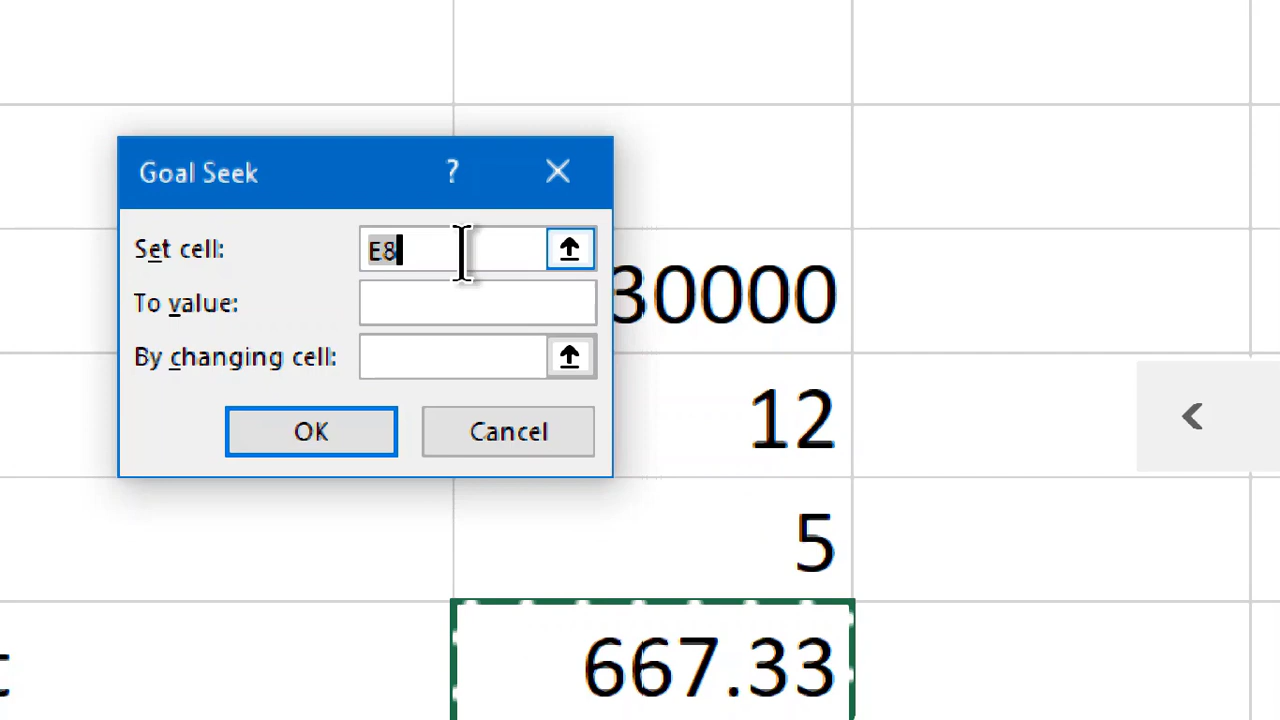 Goal Seek ?
Set cell: E8
To value:
By changing cell:
OK Cancel
30000
12
5
t 667.33